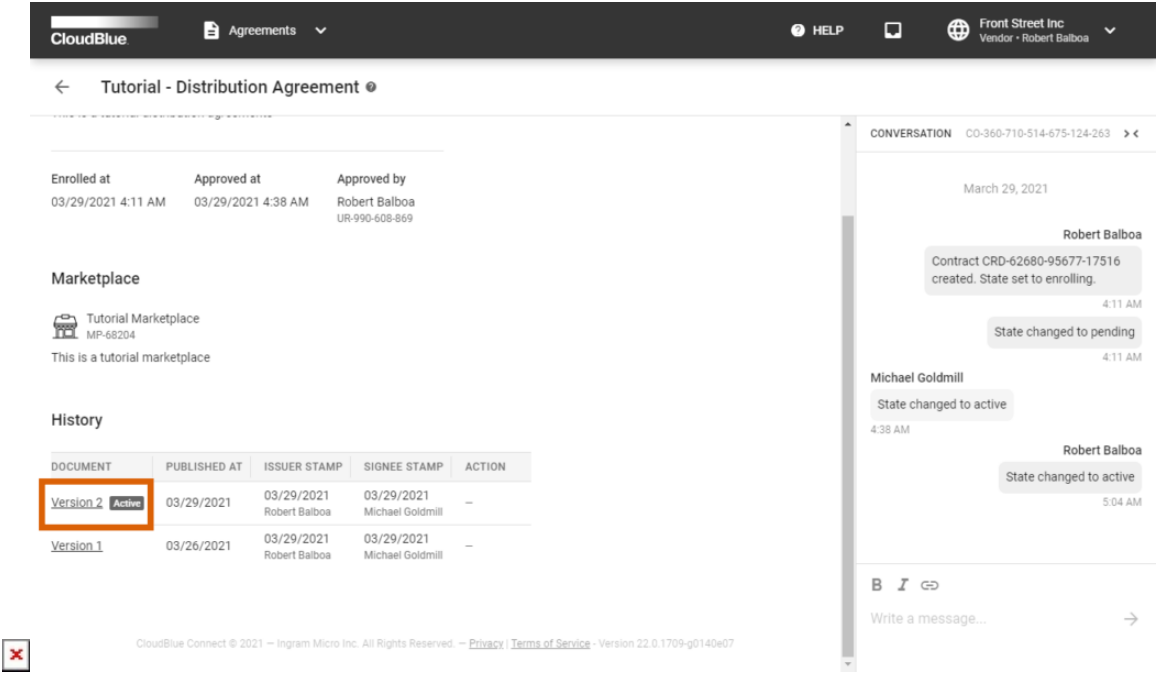 CloudBlue.
Agreements
HELP
Front Street Inc
Vendor • Robert Balboa
Tutorial - Distribution Agreement
This is a tutorial distribution agreements
Enrolled at
03/29/2021 4:11 AM
Approved at
03/29/2021 4:38 AM
Approved by
Robert Balboa
UR-990-608-869
Marketplace
Tutorial Marketplace
MP-68204
This is a tutorial marketplace
History
DOCUMENT PUBLISHED AT ISSUER STAMP SIGNEE STAMP ACTION
Version 2 Active 03/29/2021 03/29/2021 03/29/2021 –
Robert Balboa Michael Goldmill
Version 1 03/26/2021 03/29/2021 03/29/2021 –
Robert Balboa Michael Goldmill
CloudBlue Connect © 2021 — Ingram Micro Inc. All Rights Reserved. — Privacy | Terms of Service - Version 22.0.1709-g0140e07
CONVERSATION CO-360-710-514-675-124-263
March 29, 2021
Robert Balboa
Contract CRD-62680-95677-17516
created. State set to enrolling.
4:11 AM
State changed to pending
4:11 AM
Michael Goldmill
State changed to active
4:38 AM
Robert Balboa
State changed to active
5:04 AM
B I
Write a message...